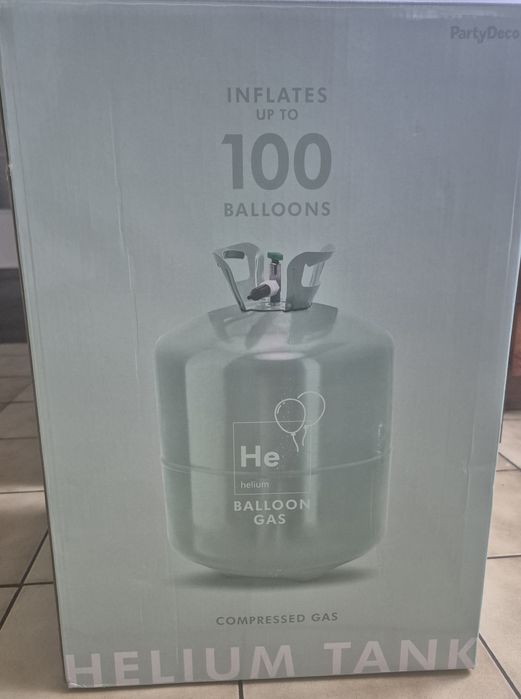 PartyDeco
INFLATES
UP TO
100
BALLOONS
He
helium
BALLOON
GAS
COMPRESSED GAS
HELIUM TANK